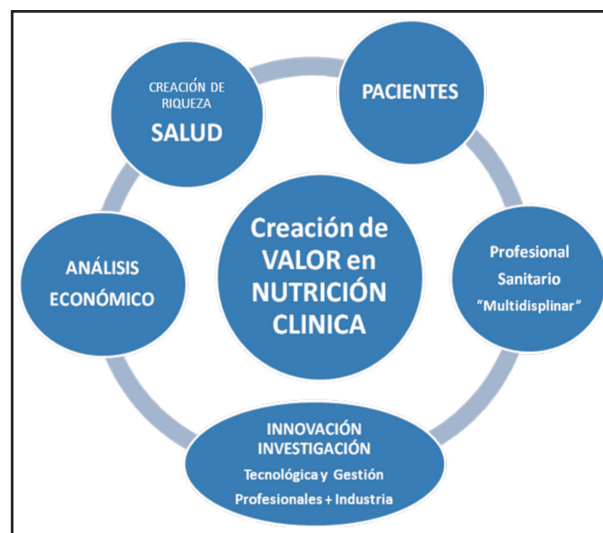 CREACIÓN DE
RIQUEZA
SALUD
PACIENTES
Creación de
VALOR en
NUTRICIÓN
CLINICA
Profesional
Sanitario
"Multidisplinar"
ANÁLISIS
ECONÓMICO
INNOVACIÓN
INVESTIGACIÓN
Tecnológica y Gestión
Profesionales + Industria